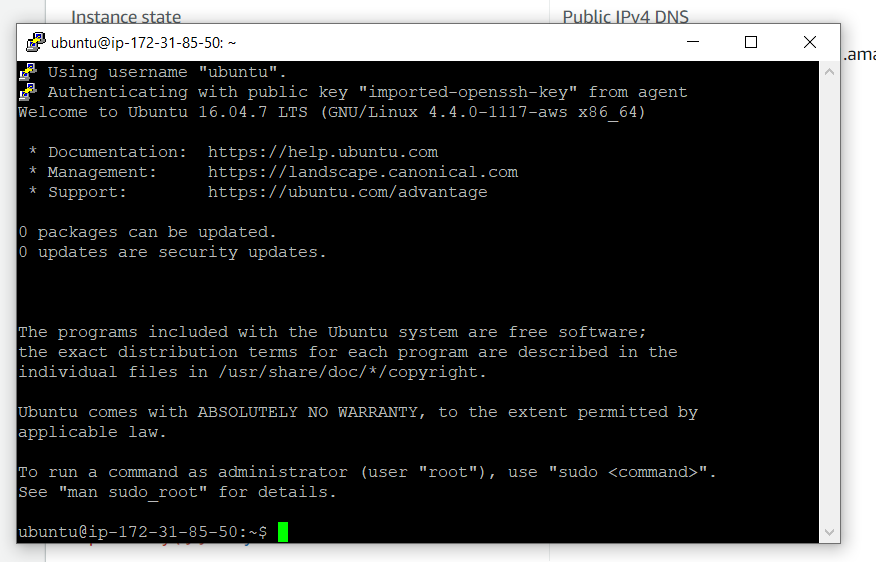 Instance state
Public IPv4 DNS
ubuntu@ip-172-31-85-50: ~
.ama
Using username "ubuntu".
Authenticating with public key "imported-openssh-key" from agent
Welcome to Ubuntu 16.04.7 LTS (GNU/Linux 4.4.0-1117-aws x86_64)
* Documentation:  https://help.ubuntu.com
* Management:     https://landscape.canonical.com
* Support:        https://ubuntu.com/advantage
0 packages can be updated.
0 updates are security updates.
The programs included with the Ubuntu system are free software;
the exact distribution terms for each program are described in the
individual files in /usr/share/doc/*/copyright.
Ubuntu comes with ABSOLUTELY NO WARRANTY, to the extent permitted by
applicable law.
To run a command as administrator (user "root"), use "sudo <command>".
See "man sudo_root" for details.
ubuntu@ip-172-31-85-50:~$